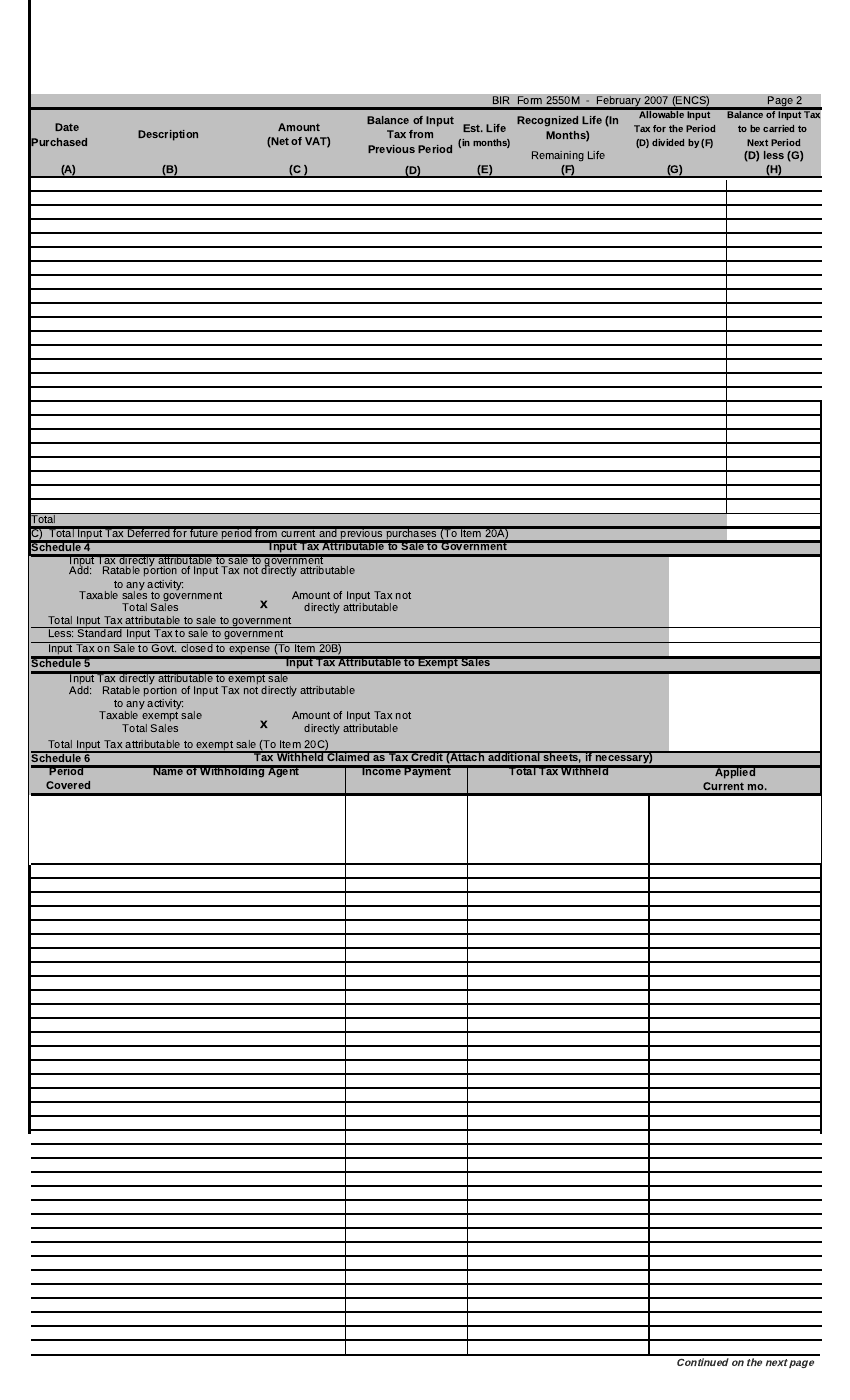 BIR Form 2550M - February 2007 (ENCS) Page 2
Date Purchased (A)
Description (B)
Amount (Net of VAT) (C )
Balance of Input Tax from Previous Period (D)
Est. Life (in months) (E)
Recognized Life (In Months) Remaining Life (F)
Allowable Input Tax for the Period (D) divided by (F) (G)
Balance of Input Tax to be carried to Next Period (D) less (G) (H)
Total
C) Total Input Tax Deferred for future period from current and previous purchases (To Item 20A)
Schedule 4 Input Tax Attributable to Sale to Government
Input Tax directly attributable to sale to government
Add: Ratable portion of Input Tax not directly attributable
to any activity:
Taxable sales to government x Amount of Input Tax not
Total Sales directly attributable
Total Input Tax attributable to sale to government
Less: Standard Input Tax to sale to government
Input Tax on Sale to Govt. closed to expense (To Item 20B)
Schedule 5 Input Tax Attributable to Exempt Sales
Input Tax directly attributable to exempt sale
Add: Ratable portion of Input Tax not directly attributable
to any activity:
Taxable exempt sale x Amount of Input Tax not
Total Sales directly attributable
Total Input Tax attributable to exempt sale (To Item 20C)
Schedule 6 Tax Withheld Claimed as Tax Credit (Attach additional sheets, if necessary)
Period Covered
Name of Withholding Agent
Income Payment
Total Tax Withheld
Applied Current mo.
Continued on the next page